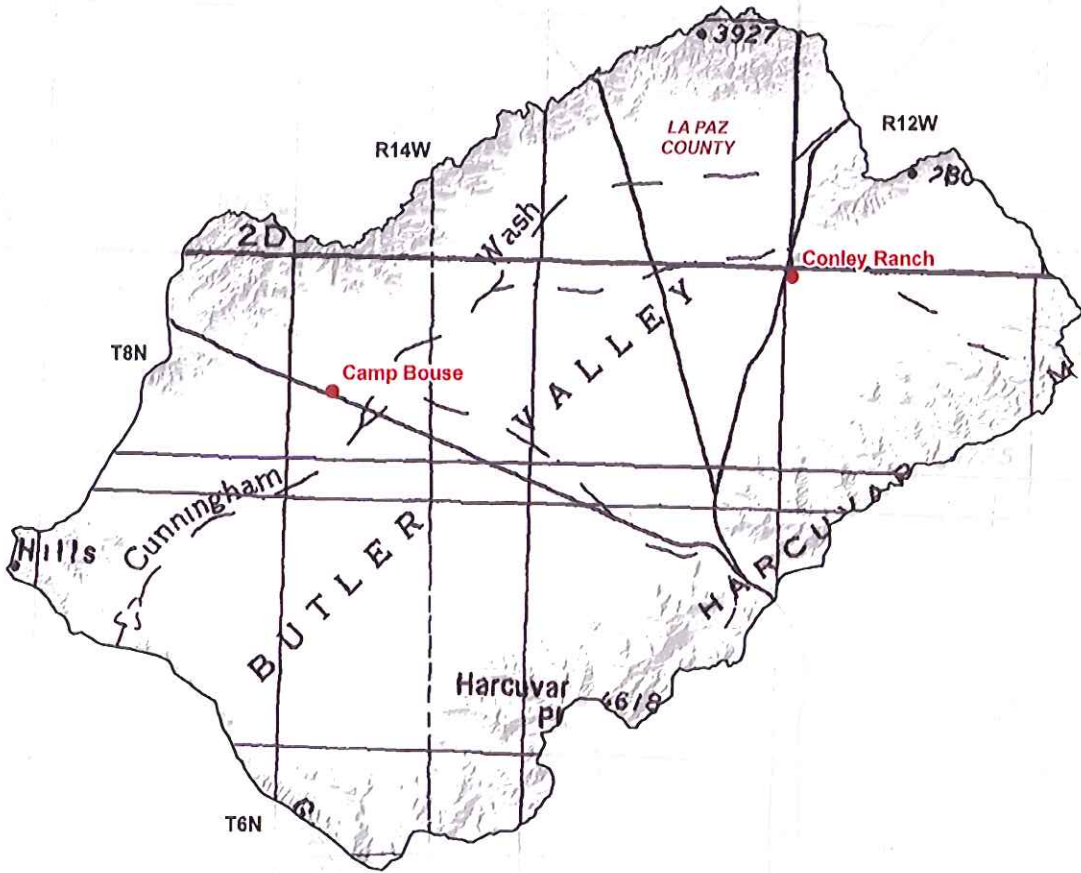 3927
LA PAZ
COUNTY
R14W
R12W
Wash
2D
Conley Ranch
T8N
Camp Bouse
VALLEY
Cunningham
Hills
BUTLER
HARCUVAR
M
Harcuvar
Pl
T6N